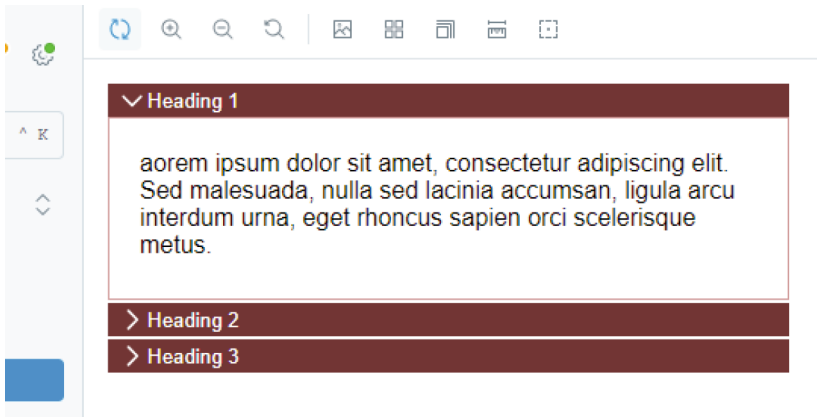 ^ K
Heading 1
aorem ipsum dolor sit amet, consectetur adipiscing elit.
Sed malesuada, nulla sed lacinia accumsan, ligula arcu
interdum urna, eget rhoncus sapien orci scelerisque
metus.
Heading 2
Heading 3